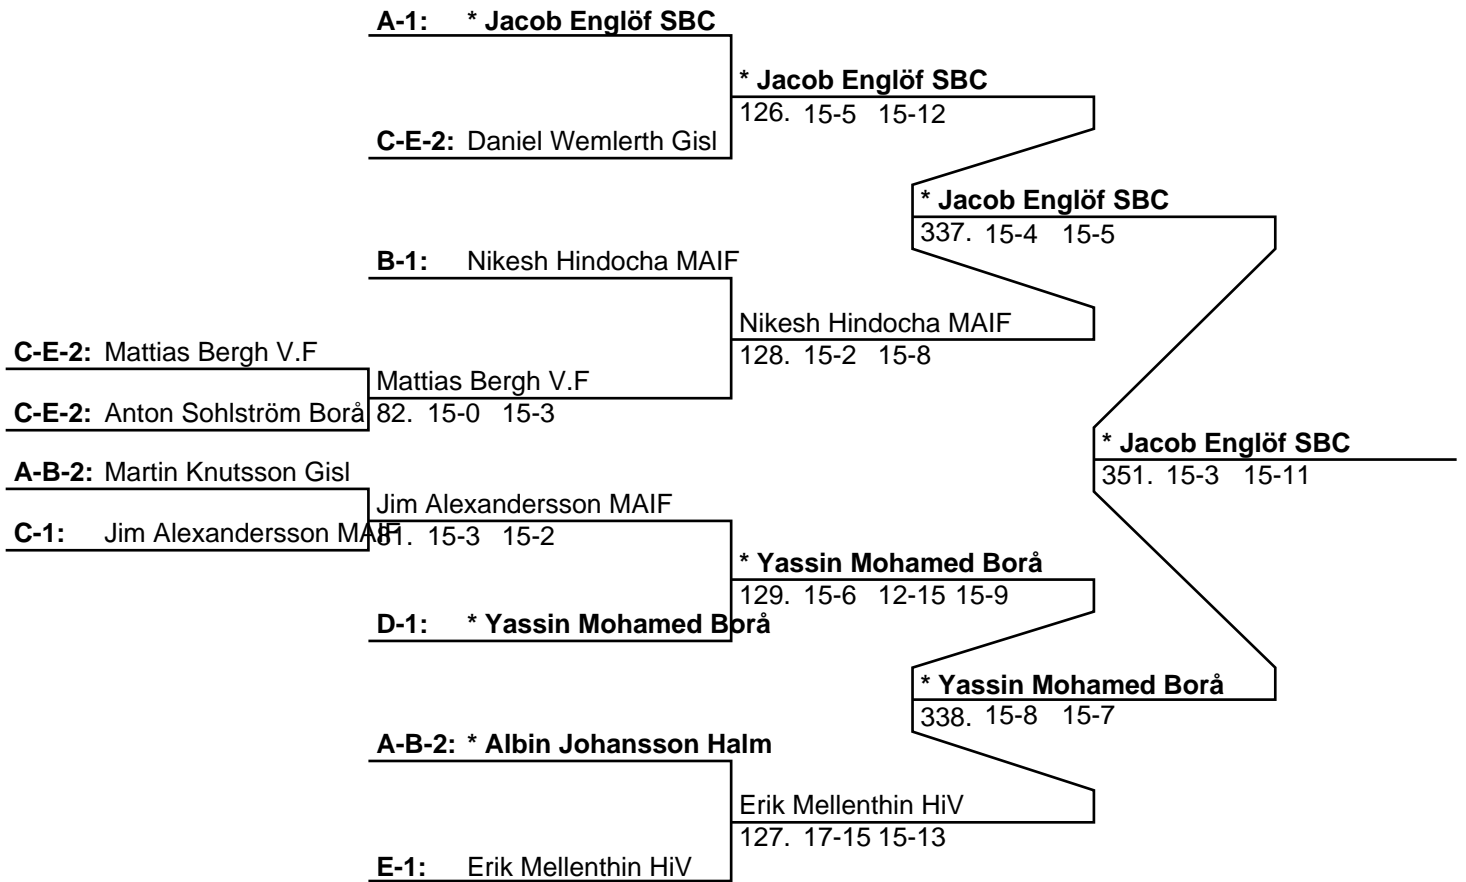 A-1: * Jacob Englöf SBC
* Jacob Englöf SBC
126. 15-5 15-12
C-E-2: Daniel Wemlerth Gisl
* Jacob Englöf SBC
337. 15-4 15-5
B-1: Nikesh Hindocha MAIF
Nikesh Hindocha MAIF
128. 15-2 15-8
C-E-2: Mattias Bergh V.F
Mattias Bergh V.F
82. 15-0 15-3
C-E-2: Anton Sohlström Borå
* Jacob Englöf SBC
351. 15-3 15-11
A-B-2: Martin Knutsson Gisl
Jim Alexandersson MAIF
81. 15-3 15-2
C-1: Jim Alexandersson MAIF
* Yassin Mohamed Borå
129. 15-6 12-15 15-9
D-1: * Yassin Mohamed Borå
* Yassin Mohamed Borå
338. 15-8 15-7
A-B-2: * Albin Johansson Halm
Erik Mellenthin HiV
127. 17-15 15-13
E-1: Erik Mellenthin HiV